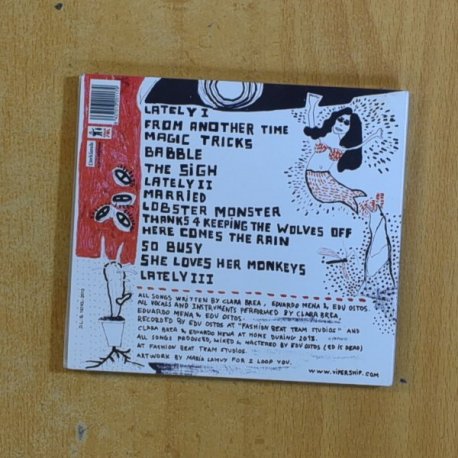 LATELY I
FROM ANOTHER TIME
MAGIC TRICKS
BABBLE
THE SIGH
LATELY II
MARRIED
LOBSTER MONSTER
THANKS 4 KEEPING THE WOLVES OFF
HERE COMES THE RAIN
SO BUSY
SHE LOVES HER MONKEYS
LATELY III
ALL SONGS WRITTEN BY CLARA BREA, EDUARDO MENA & EDU OSTOS.
ALL VOCALS AND INSTRUMENTS PERFORMED BY CLARA BREA,
EDUARDO MENA & EDU OSTOS.
RECORDED BY EDU OSTOS AT "FASHION BEAT TEAM STUDIOS" AND
CLARA BREA & EDUARDO MENA AT HOME DURING 2013.
ALL SONGS PRODUCED, MIXED & MASTERED BY EDU OSTOS (ED IS DEAD)
AT FASHION BEAT TEAM STUDIOS.
ARTWORK BY MARÍA FOR I LOOP YOU.
WWW.VIPERSHIP.COM